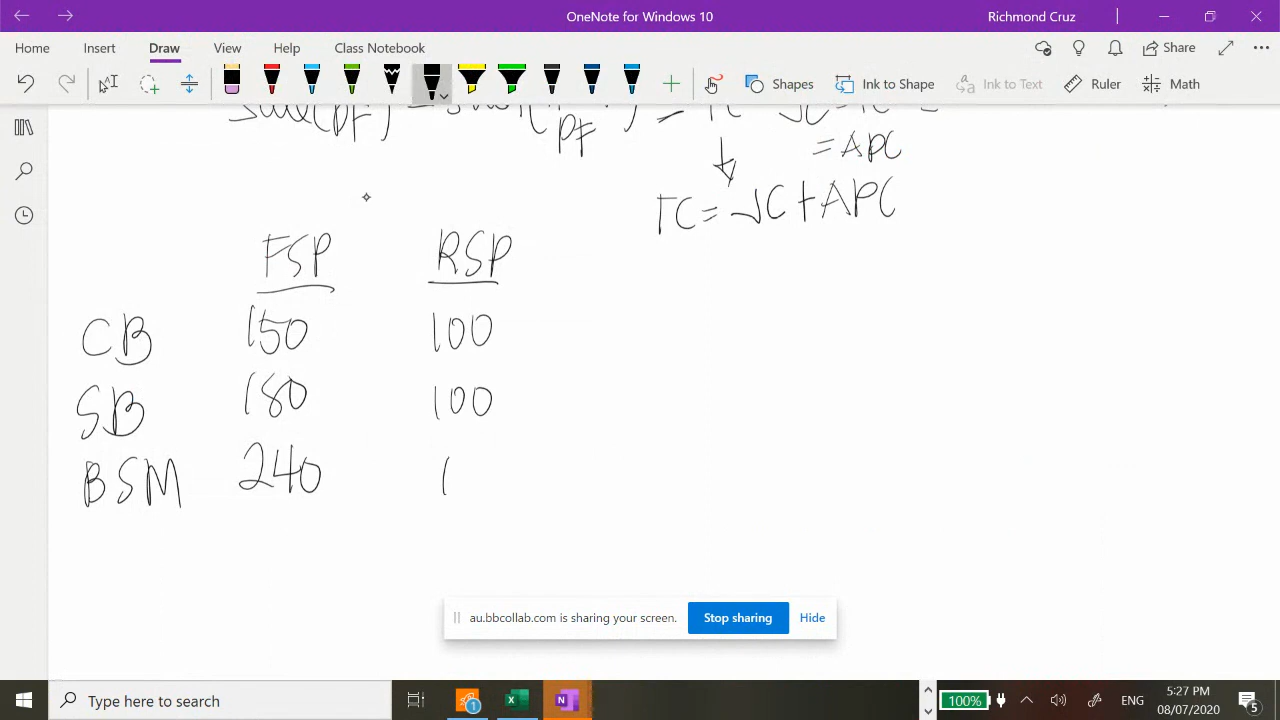 OneNote for Windows 10
Richmond Cruz
Home Insert Draw View Help Class Notebook Share
Shapes Ink to Shape Ink to Text Ruler Math
= APC
TC = JC + APC
FSP RSP
CB 150 100
SB 180 100
BSM 240 1
au.bbcollab.com is sharing your screen. Stop sharing Hide
Type here to search
1
100%
ENG
5:27 PM
08/07/2020
5